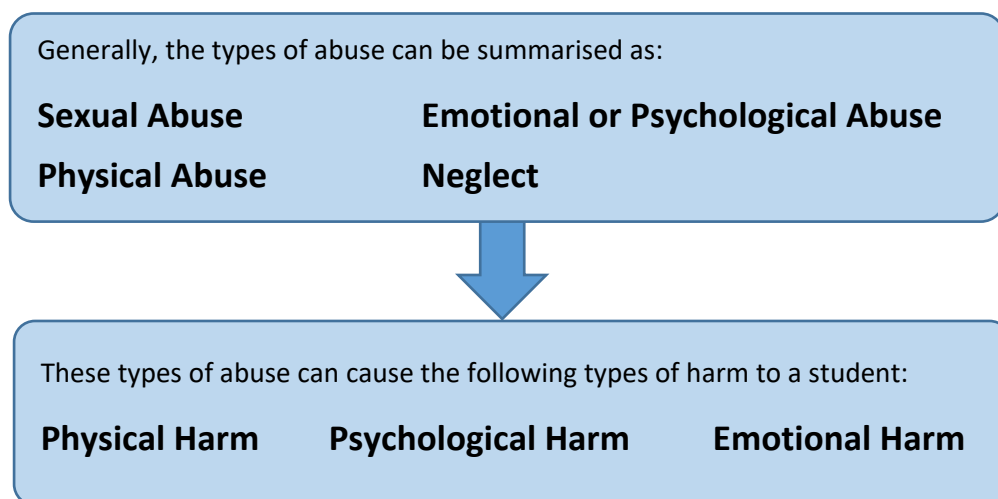 Generally, the types of abuse can be summarised as:
Sexual Abuse Emotional or Psychological Abuse
Physical Abuse Neglect
These types of abuse can cause the following types of harm to a student:
Physical Harm Psychological Harm Emotional Harm